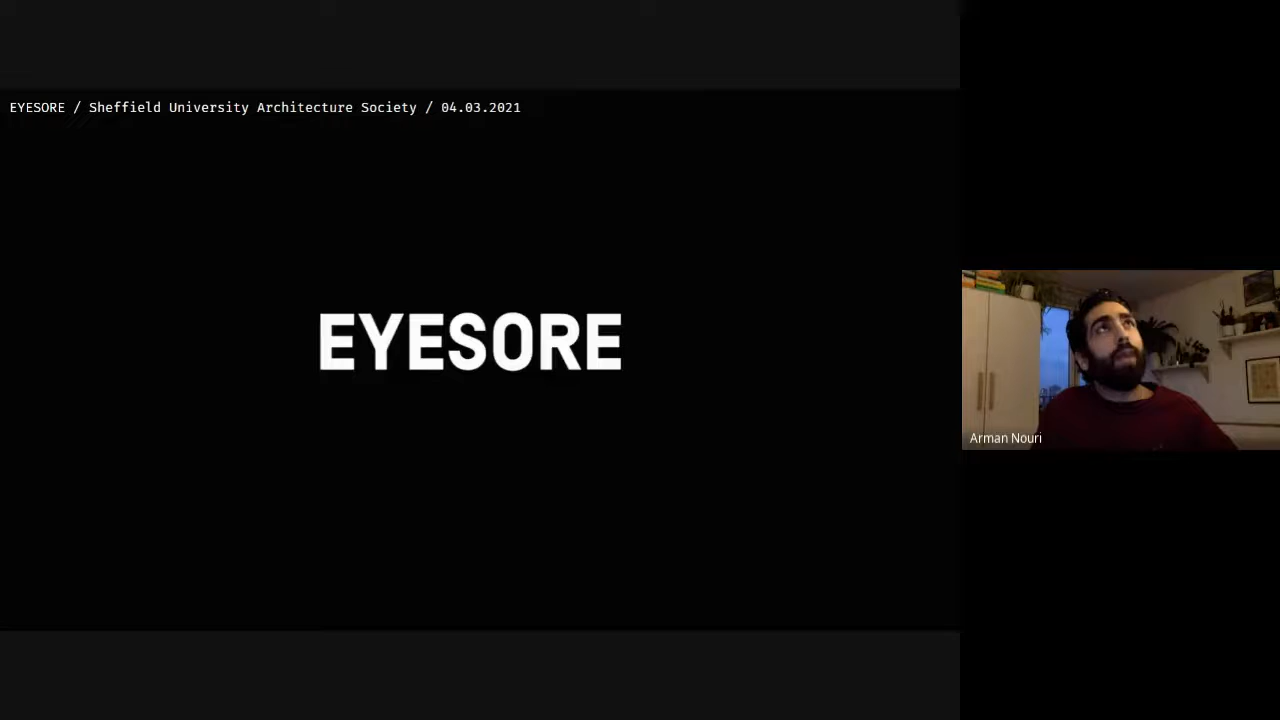 EYESORE / Sheffield University Architecture Society / 04.03.2021
EYESORE
Arman Nouri